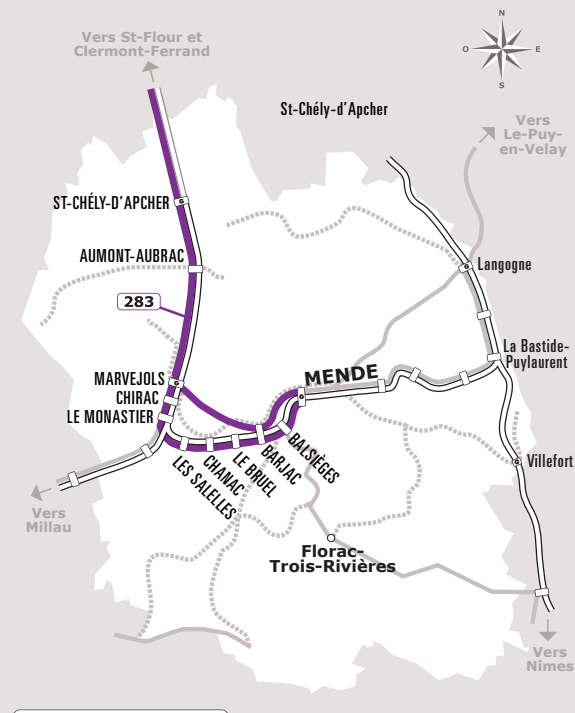 N
O
E
S
Vers St-Flour et
Clermont-Ferrand
St-Chély-d'Apcher
Vers
Le-Puy-
en-Velay
ST-CHÉLY-D'APCHER
AUMONT-AUBRAC
Langogne
283
La Bastide-
Puylaurent
MARVEJOLS
MENDE
CHIRAC
LE MONASTIER
BALSIÈGES
BARJAC
LE BRUEL
CHANAC
LES SALELLES
Villefort
Vers
Millau
Florac-
Trois-Rivières
Vers
Nîmes